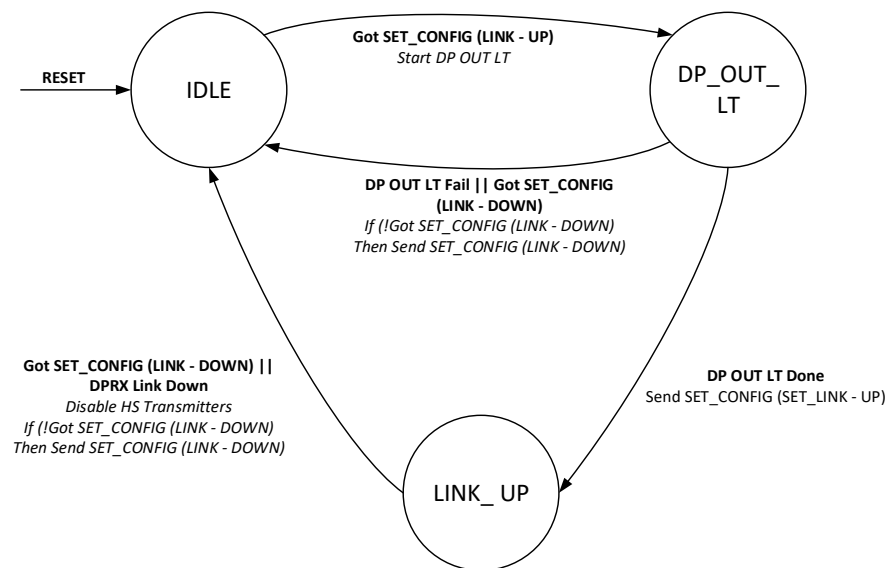 Got SET_CONFIG (LINK - UP)
Start DP OUT LT
RESET
IDLE
DP_OUT_
LT
DP OUT LT Fail || Got SET_CONFIG
(LINK - DOWN)
If (!Got SET_CONFIG (LINK - DOWN)
Then Send SET_CONFIG (LINK - DOWN)
Got SET_CONFIG (LINK - DOWN) ||
DPRX Link Down
Disable HS Transmitters
If (!Got SET_CONFIG (LINK - DOWN)
Then Send SET_CONFIG (LINK - DOWN)
DP OUT LT Done
Send SET_CONFIG (SET_LINK - UP)
LINK_ UP